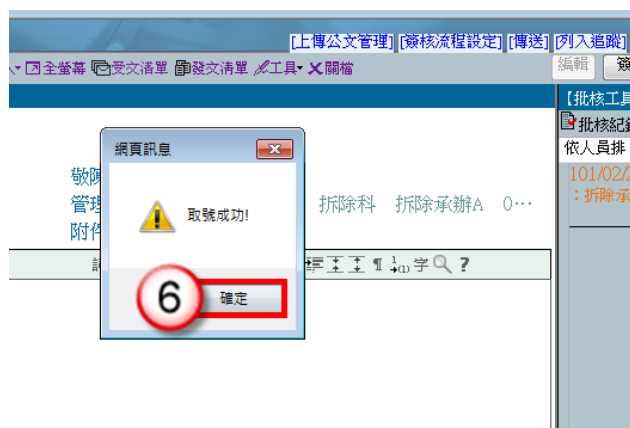 [上傳公文管理] [簽核流程設定] [傳送] [列入追蹤]
全螢幕 受文清單 發文清單 工具 關檔
編輯
【批核工具
批核紀錄
依人員排
101/02/2
：拆除承
網頁訊息
取號成功!
6 確定
敬陳
管理
附件
拆除科 拆除承辦A 0…
字 ?